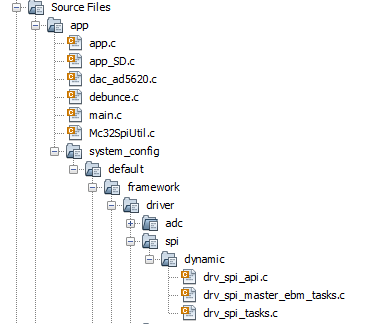 Source Files
app
app.c
app_SD.c
dac_ad5620.c
debunce.c
main.c
Mc32SpiUtil.c
system_config
default
framework
driver
adc
spi
dynamic
drv_spi_api.c
drv_spi_master_ebm_tasks.c
drv_spi_tasks.c